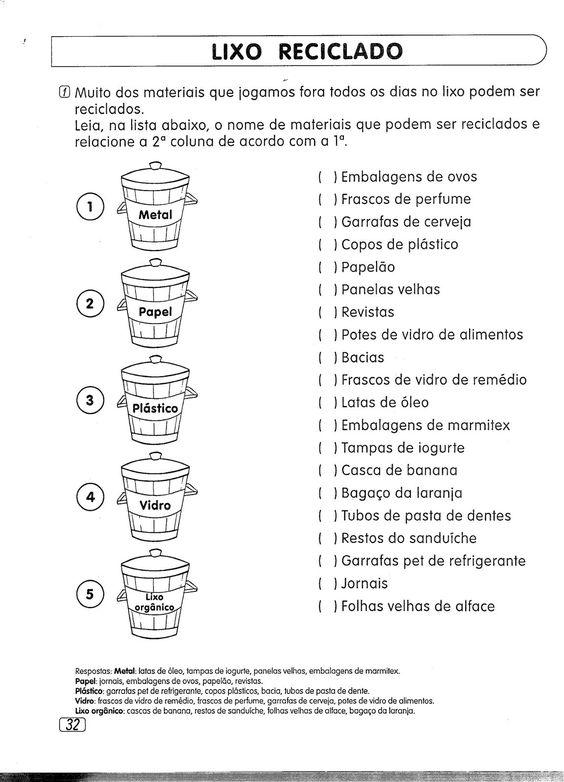 LIXO RECICLADO
1 Muito dos materiais que jogamos fora todos os dias no lixo podem ser
reciclados.
Leia, na lista abaixo, o nome de materiais que podem ser reciclados e
relacione a 2ª coluna de acordo com a 1ª.
1 Metal
2 Papel
3 Plástico
4 Vidro
5 Lixo
orgânico
( ) Embalagens de ovos
( ) Frascos de perfume
( ) Garrafas de cerveja
( ) Copos de plástico
( ) Papelão
( ) Panelas velhas
( ) Revistas
( ) Potes de vidro de alimentos
( ) Bacias
( ) Frascos de vidro de remédio
( ) Latas de óleo
( ) Embalagens de marmitex
( ) Tampas de iogurte
( ) Casca de banana
( ) Bagaço da laranja
( ) Tubos de pasta de dentes
( ) Restos do sanduíche
( ) Garrafas pet de refrigerante
( ) Jornais
( ) Folhas velhas de alface
Respostas: Metal: latas de óleo, tampas de iogurte, panelas velhas, embalagens de marmitex.
Papel: jornais, embalagens de ovos, papelão, revistas.
Plástico: garrafas pet de refrigerante, copos plásticos, bacia, tubos de pasta de dente.
Vidro: frascos de vidro de remédio, frascos de perfume, garrafas de cerveja, potes de vidro de alimentos.
Lixo orgânico: cascas de banana, restos de sanduíche, folhas velhas de alface, bagaço da laranja.
32